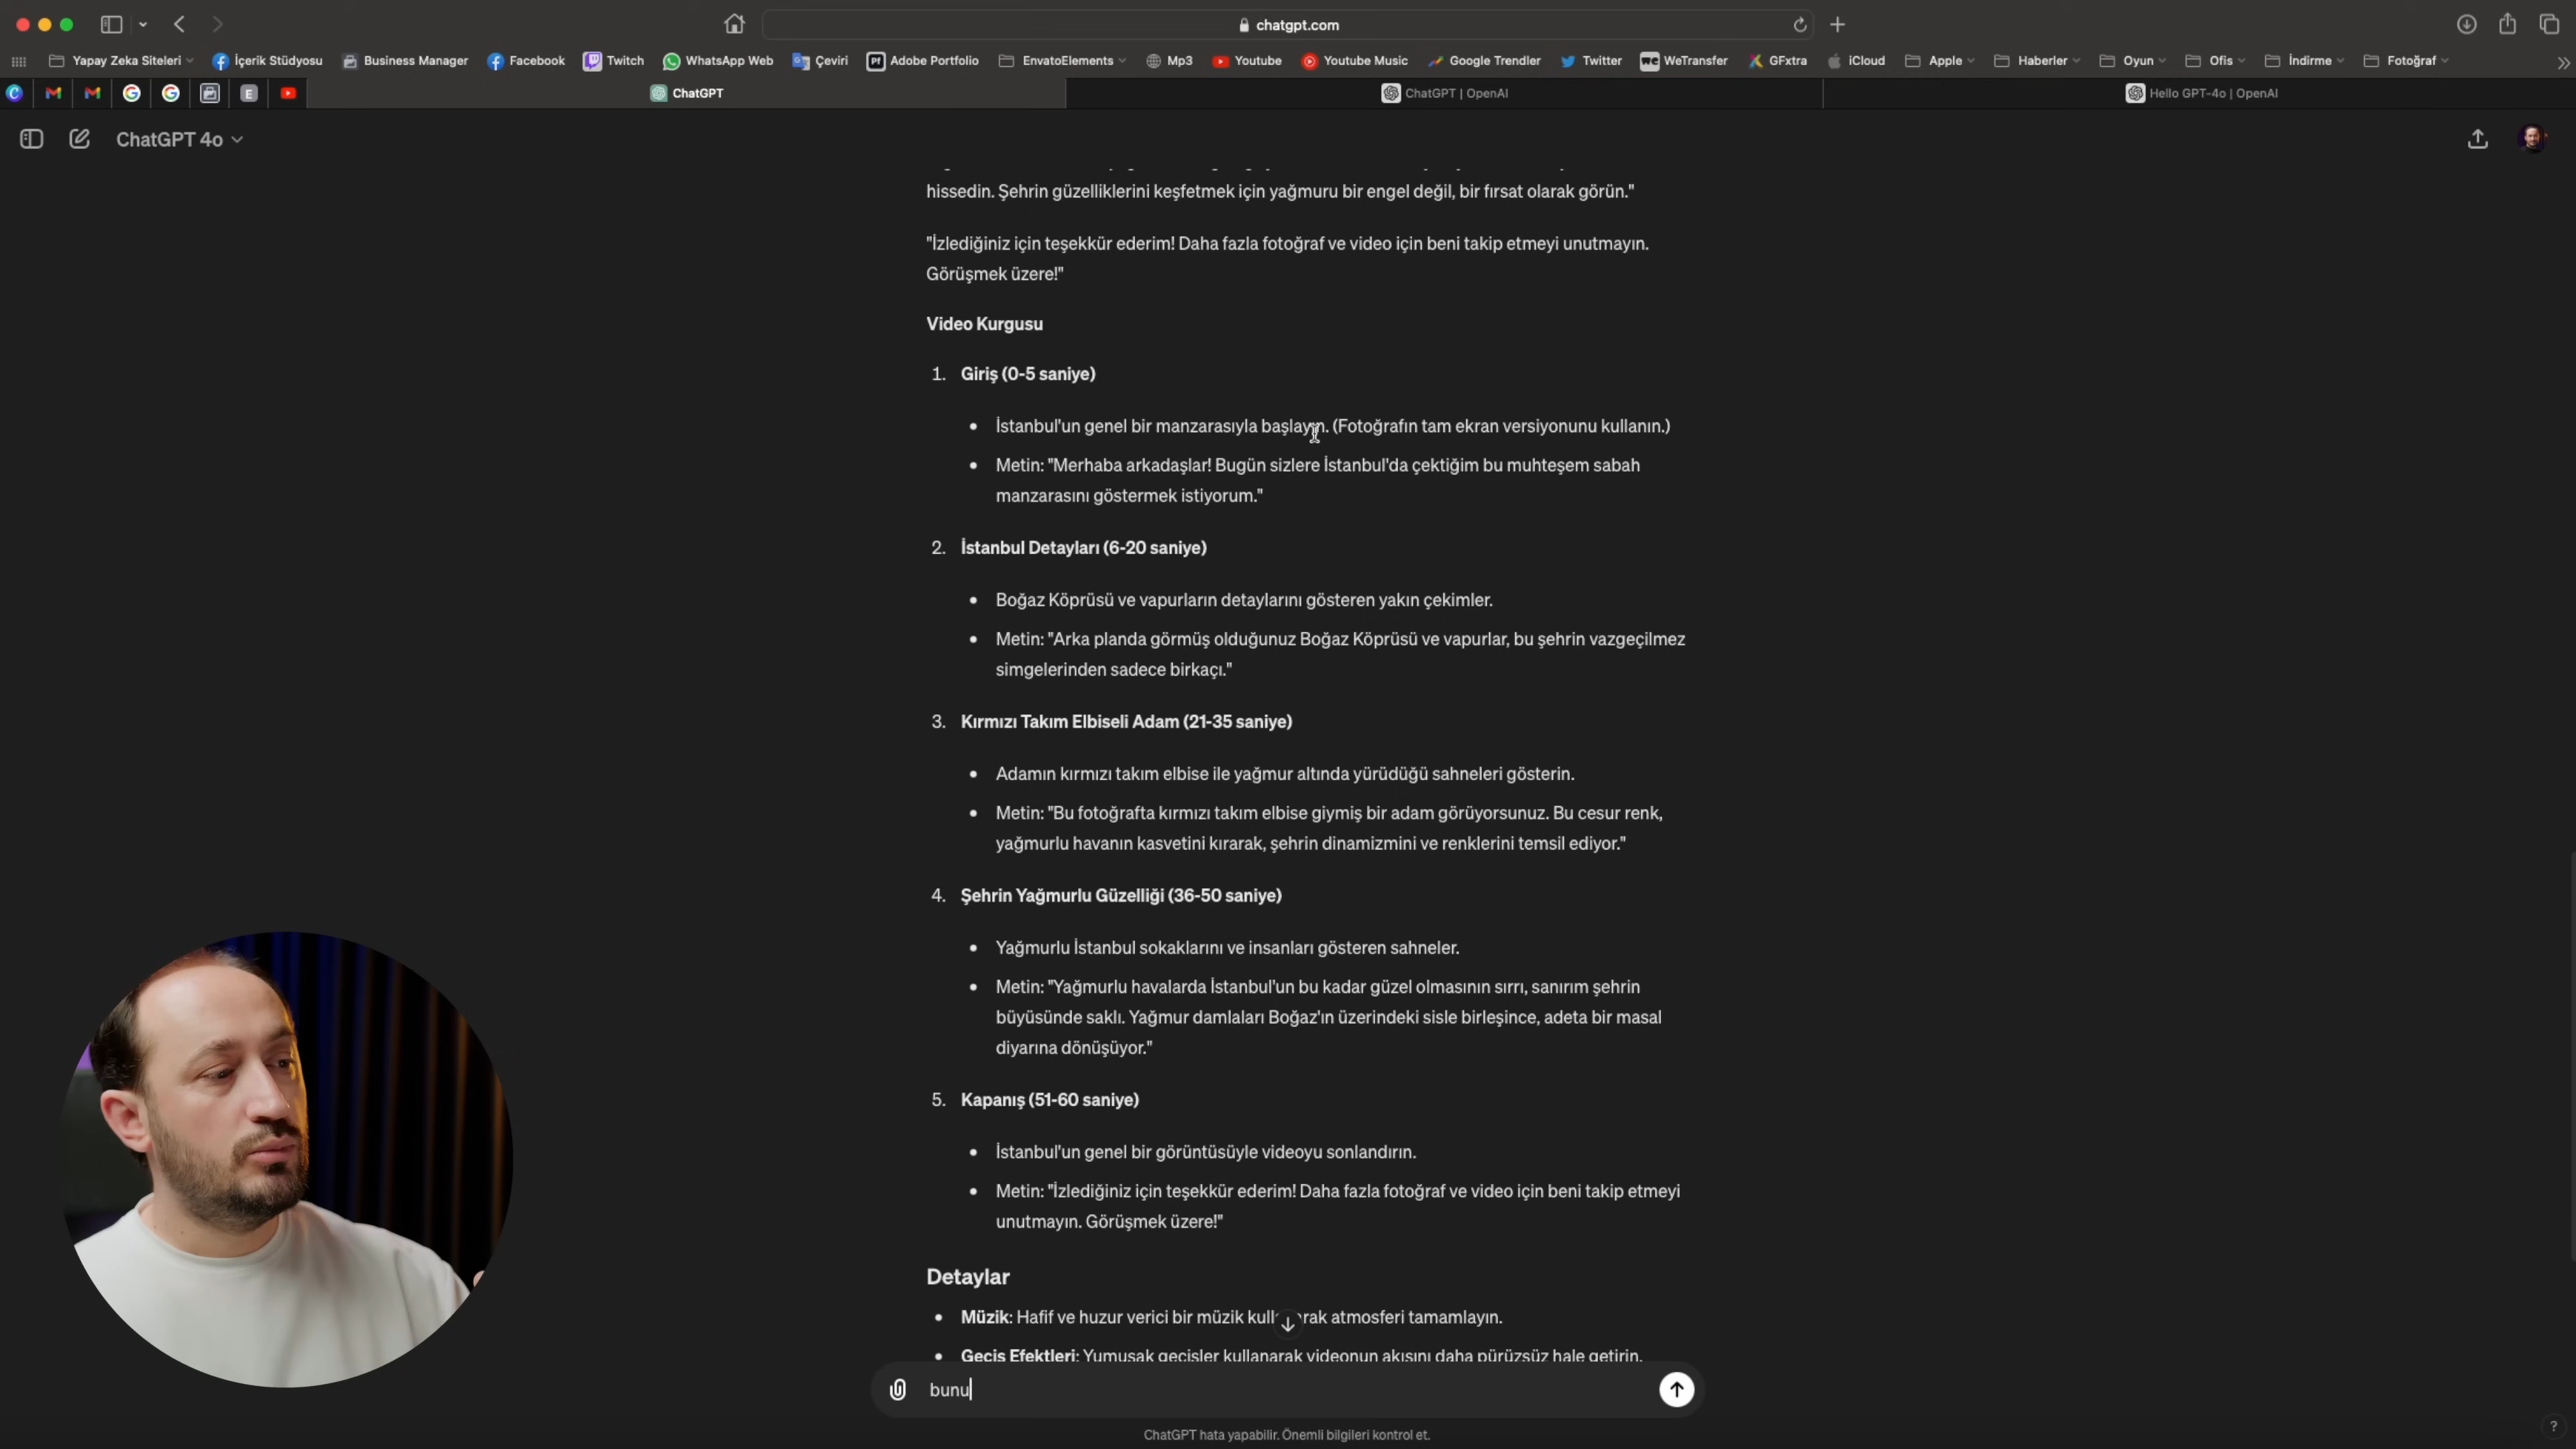 chatgpt.com
Yapay Zeka Siteleri
İçerik Stüdyosu
Business Manager
Facebook
Twitch
WhatsApp Web
Çeviri
Adobe Portfolio
EnvatoElements
Mp3
Youtube
Youtube Music
Google Trendler
Twitter
WeTransfer
GFxtra
iCloud
Apple
Haberler
Oyun
Ofis
İndirme
Fotoğraf
ChatGPT
ChatGPT | OpenAI
Hello GPT-4o | OpenAI
ChatGPT 4o
hissedin. Şehrin güzelliklerini keşfetmek için yağmuru bir engel değil, bir fırsat olarak görün."
"İzlediğiniz için teşekkür ederim! Daha fazla fotoğraf ve video için beni takip etmeyi unutmayın.
Görüşmek üzere!"
Video Kurgusu
1. Giriş (0-5 saniye)
İstanbul'un genel bir manzarasıyla başlayın. (Fotoğrafın tam ekran versiyonunu kullanın.)
Metin: "Merhaba arkadaşlar! Bugün sizlere İstanbul'da çektiğim bu muhteşem sabah
manzarasını göstermek istiyorum."
2. İstanbul Detayları (6-20 saniye)
Boğaz Köprüsü ve vapurların detaylarını gösteren yakın çekimler.
Metin: "Arka planda görmüş olduğunuz Boğaz Köprüsü ve vapurlar, bu şehrin vazgeçilmez
simgelerinden sadece birkaçı."
3. Kırmızı Takım Elbiseli Adam (21-35 saniye)
Adamın kırmızı takım elbise ile yağmur altında yürüdüğü sahneleri gösterin.
Metin: "Bu fotoğrafta kırmızı takım elbise giymiş bir adam görüyorsunuz. Bu cesur renk,
yağmurlu havanın kasvetini kırarak, şehrin dinamizmini ve renklerini temsil ediyor."
4. Şehrin Yağmurlu Güzelliği (36-50 saniye)
Yağmurlu İstanbul sokaklarını ve insanları gösteren sahneler.
Metin: "Yağmurlu havalarda İstanbul'un bu kadar güzel olmasının sırrı, sanırım şehrin
büyüsünde saklı. Yağmur damlaları Boğaz'ın üzerindeki sisle birleşince, adeta bir masal
diyarına dönüşüyor."
5. Kapanış (51-60 saniye)
İstanbul'un genel bir görüntüsüyle videoyu sonlandırın.
Metin: "İzlediğiniz için teşekkür ederim! Daha fazla fotoğraf ve video için beni takip etmeyi
unutmayın. Görüşmek üzere!"
Detaylar
Müzik: Hafif ve huzur verici bir müzik kullanarak atmosferi tamamlayın.
Geçiş Efektleri: Yumuşak geçişler kullanarak videonun akışını daha pürüzsüz hale getirin.
bunu
ChatGPT hata yapabilir. Önemli bilgileri kontrol et.